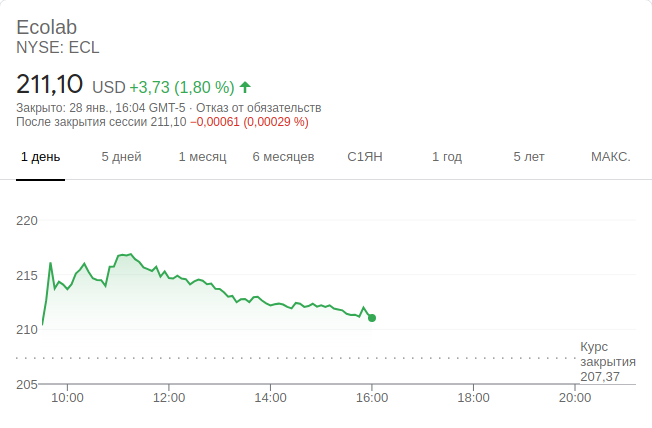 Ecolab
NYSE: ECL
211,10 USD +3,73 (1,80 %)
Закрыто: 28 янв., 16:04 GMT-5 · Отказ от обязательств
После закрытия сессии 211,10 −0,00061 (0,00029 %)
1 день 5 дней 1 месяц 6 месяцев С1ЯН 1 год 5 лет МАКС.
220
215
210
Курс
закрытия
207,37
205
10:00 12:00 14:00 16:00 18:00 20:00